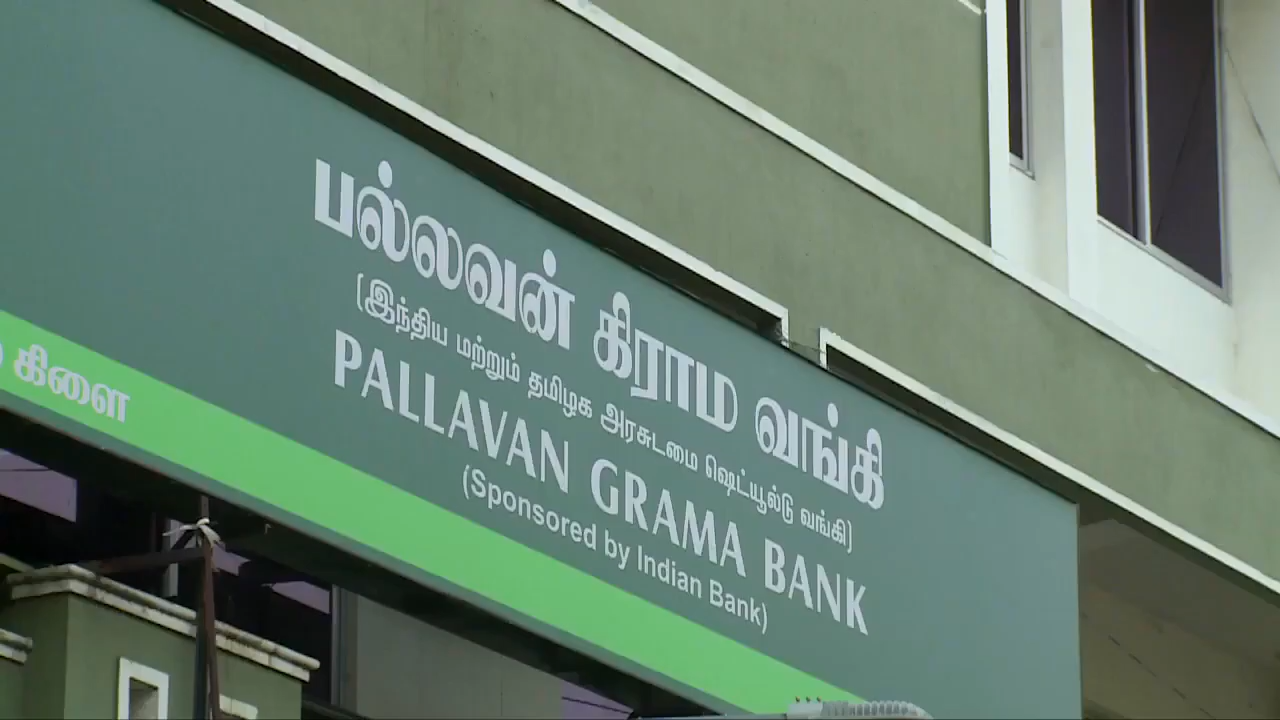 பல்லவன் கிராம வங்கி
(இந்திய மற்றும் தமிழக அரசுடமை ஷெட்யூல்டு வங்கி)
PALLAVAN GRAMA BANK
(Sponsored by Indian Bank)
கிளை